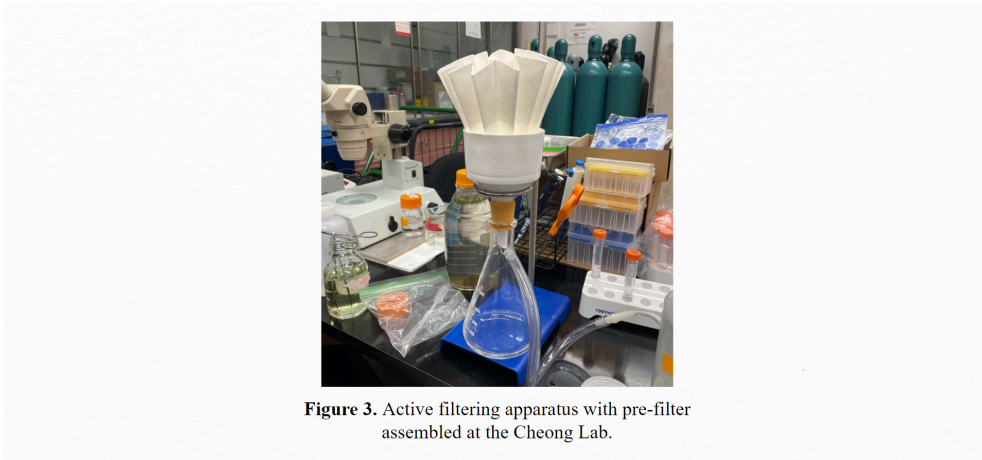 Figure 3. Active filtering apparatus with pre-filter
assembled at the Cheong Lab.